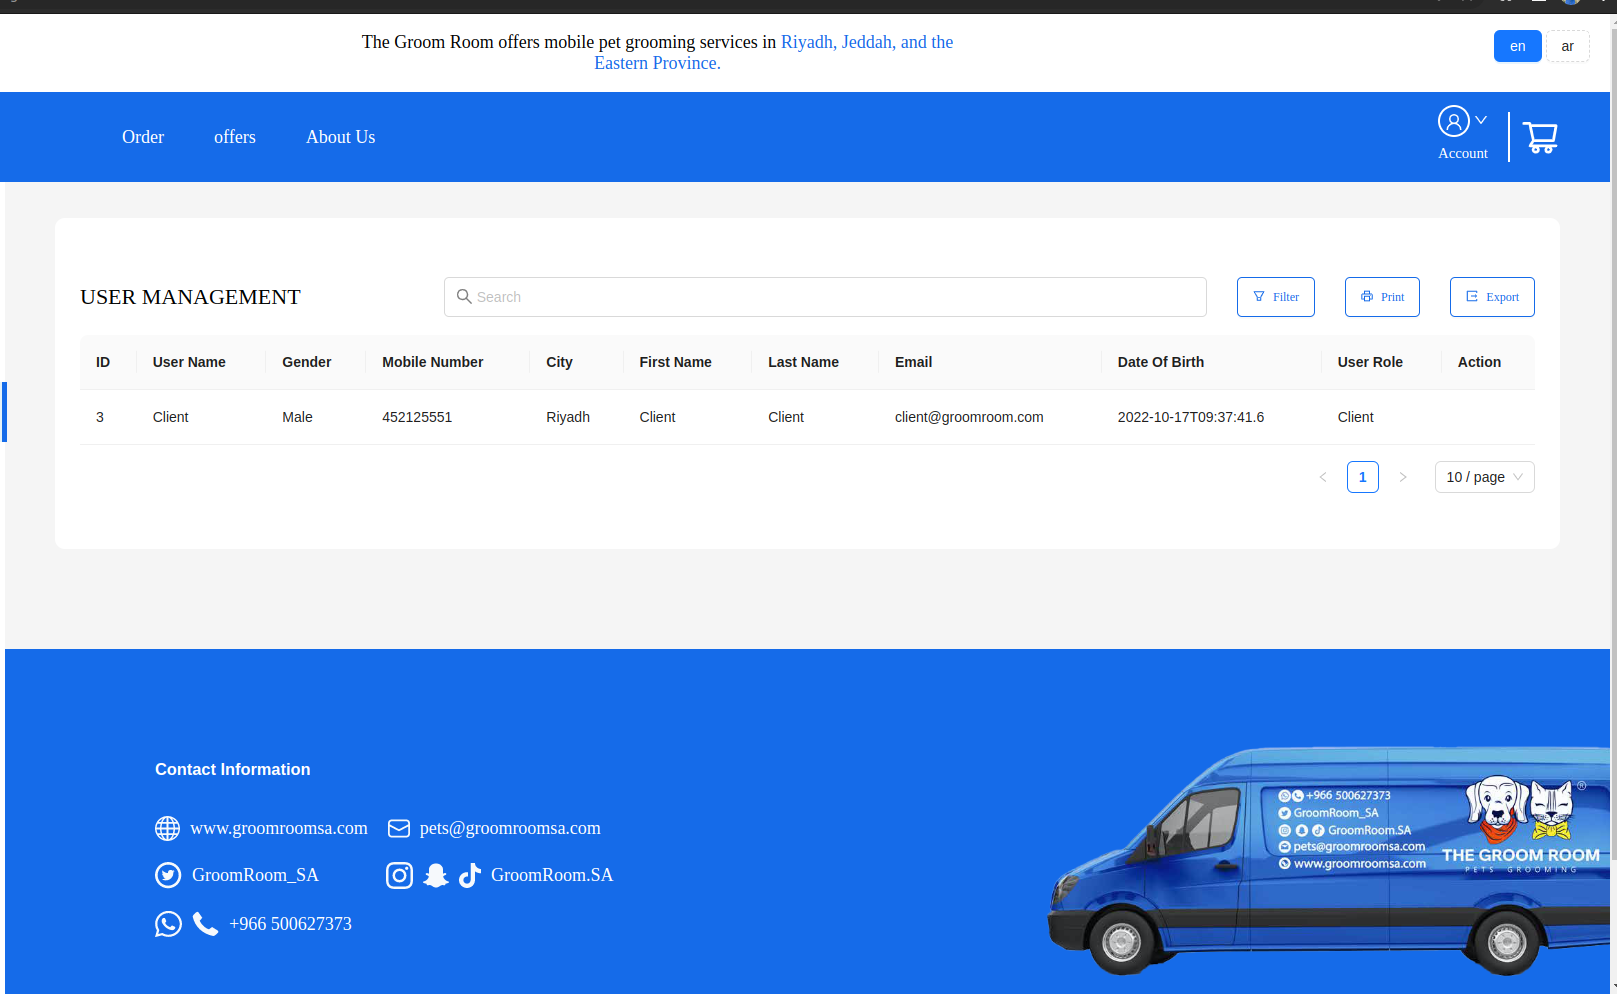 The Groom Room offers mobile pet grooming services in Riyadh, Jeddah, and the
Eastern Province.
en
ar
Order
offers
About Us
Account
USER MANAGEMENT
Search
Filter
Print
Export
ID User Name Gender Mobile Number City First Name Last Name Email Date Of Birth User Role Action
3 Client Male 452125551 Riyadh Client Client client@groomroom.com 2022-10-17T09:37:41.6 Client
1
10 / page
Contact Information
www.groomroomsa.com
pets@groomroomsa.com
GroomRoom_SA
GroomRoom.SA
+966 500627373
+966 500627373
GroomRoom_SA
GroomRoom.SA
pets@groomroomsa.com
www.groomroomsa.com
®
THE GROOM ROOM
PETS GROOMING